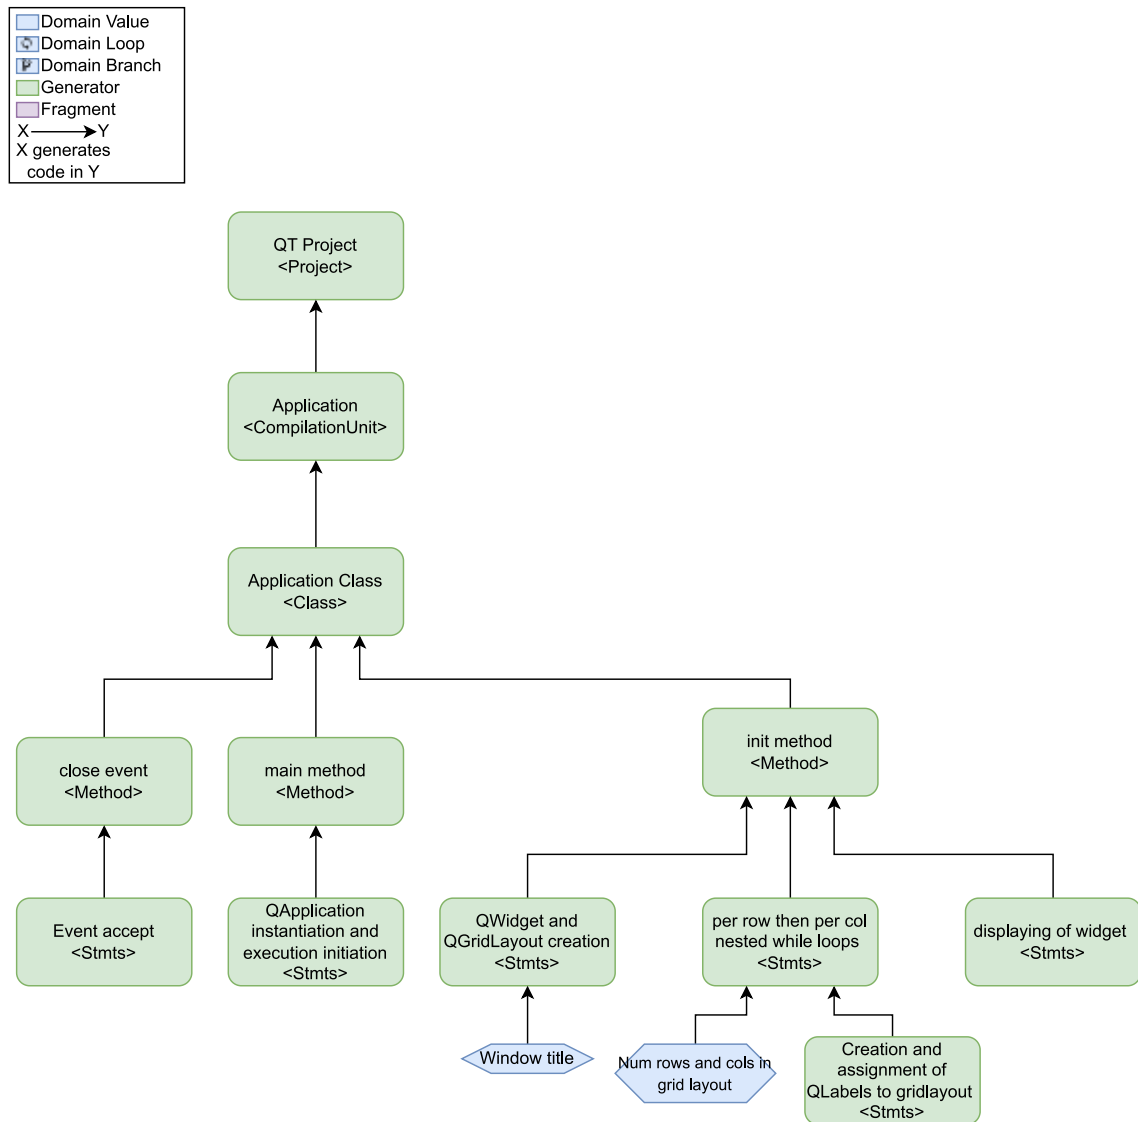 Domain Value
Domain Loop
Domain Branch
Generator
Fragment
X Y
X generates
code in Y
QT Project
<Project>
Application
<CompilationUnit>
Application Class
<Class>
close event
<Method>
main method
<Method>
init method
<Method>
Event accept
<Stmts>
QApplication
instantiation and
execution initiation
<Stmts>
QWidget and
QGridLayout creation
<Stmts>
per row then per col
nested while loops
<Stmts>
displaying of widget
<Stmts>
Window title
Num rows and cols in
grid layout
Creation and
assignment of
QLabels to gridlayout
<Stmts>